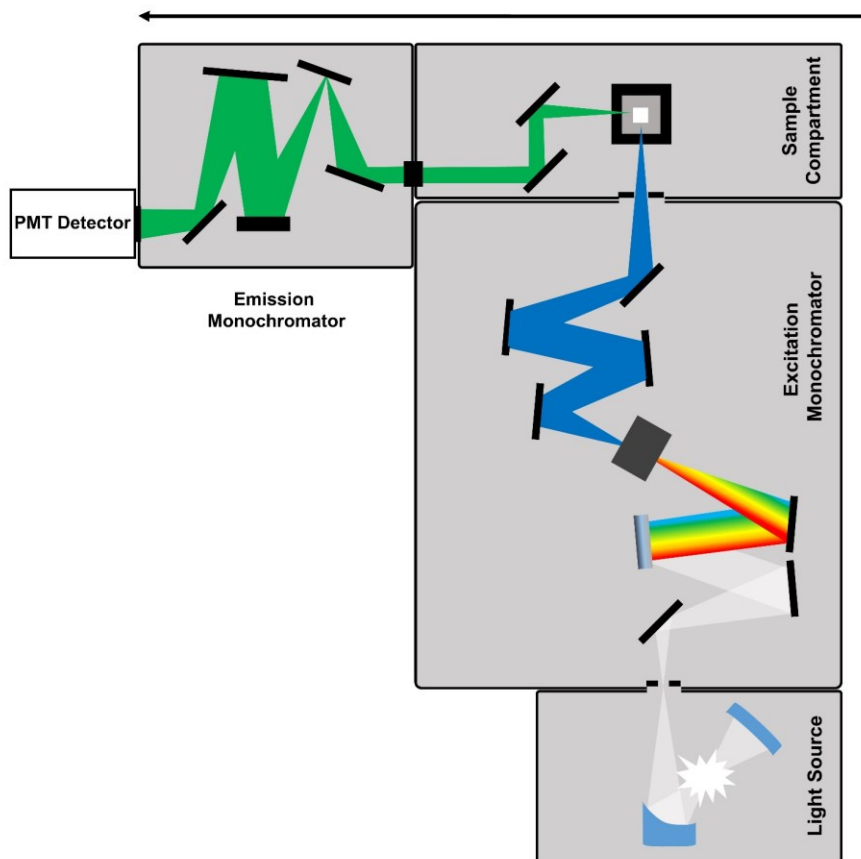 Sample
Compartment
PMT Detector
Emission
Monochromator
Excitation
Monochromator
Light Source